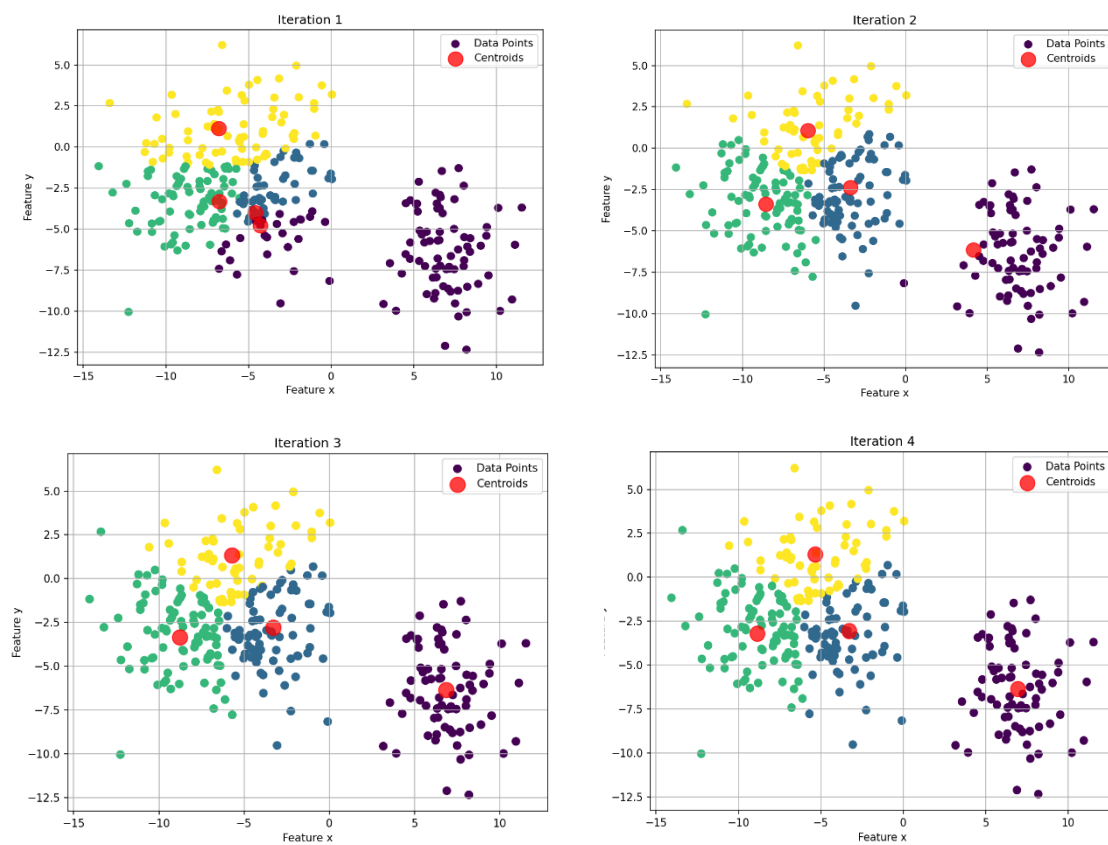 Iteration 1
Data Points
Centroids
5.0
2.5
0.0
−2.5
−5.0
−7.5
−10.0
−12.5
Feature y
−15
−10
−5
0
5
10
Feature x
Iteration 2
Data Points
Centroids
5.0
2.5
0.0
−2.5
−5.0
−7.5
−10.0
−12.5
Feature y
−15
−10
−5
0
5
10
Feature x
Iteration 3
Data Points
Centroids
5.0
2.5
0.0
−2.5
−5.0
−7.5
−10.0
−12.5
Feature y
−15
−10
−5
0
5
10
Feature x
Iteration 4
Data Points
Centroids
5.0
2.5
0.0
−2.5
−5.0
−7.5
−10.0
−12.5
−15
−10
−5
0
5
10
Feature x